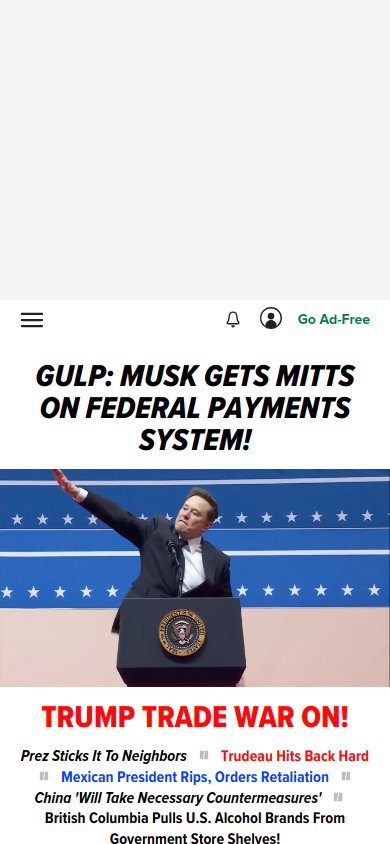 Go Ad-Free
GULP: MUSK GETS MITTS
ON FEDERAL PAYMENTS
SYSTEM!
TRUMP TRADE WAR ON!
Prez Sticks It To Neighbors Trudeau Hits Back Hard
Mexican President Rips, Orders Retaliation
China 'Will Take Necessary Countermeasures'
British Columbia Pulls U.S. Alcohol Brands From
Government Store Shelves!